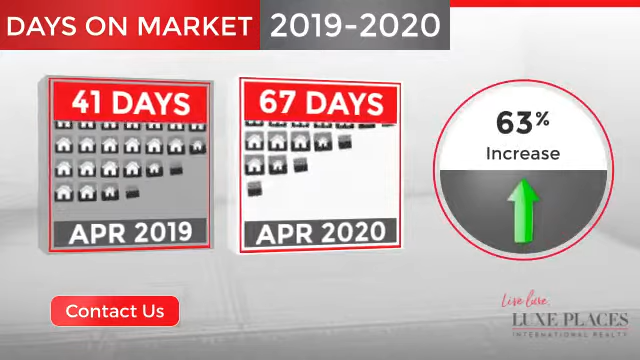 DAYS ON MARKET 2019-2020
41 DAYS
67 DAYS
63%
Increase
APR 2019
APR 2020
Contact Us
Live luxe.
LUXE PLACES
INTERNATIONAL REALTY